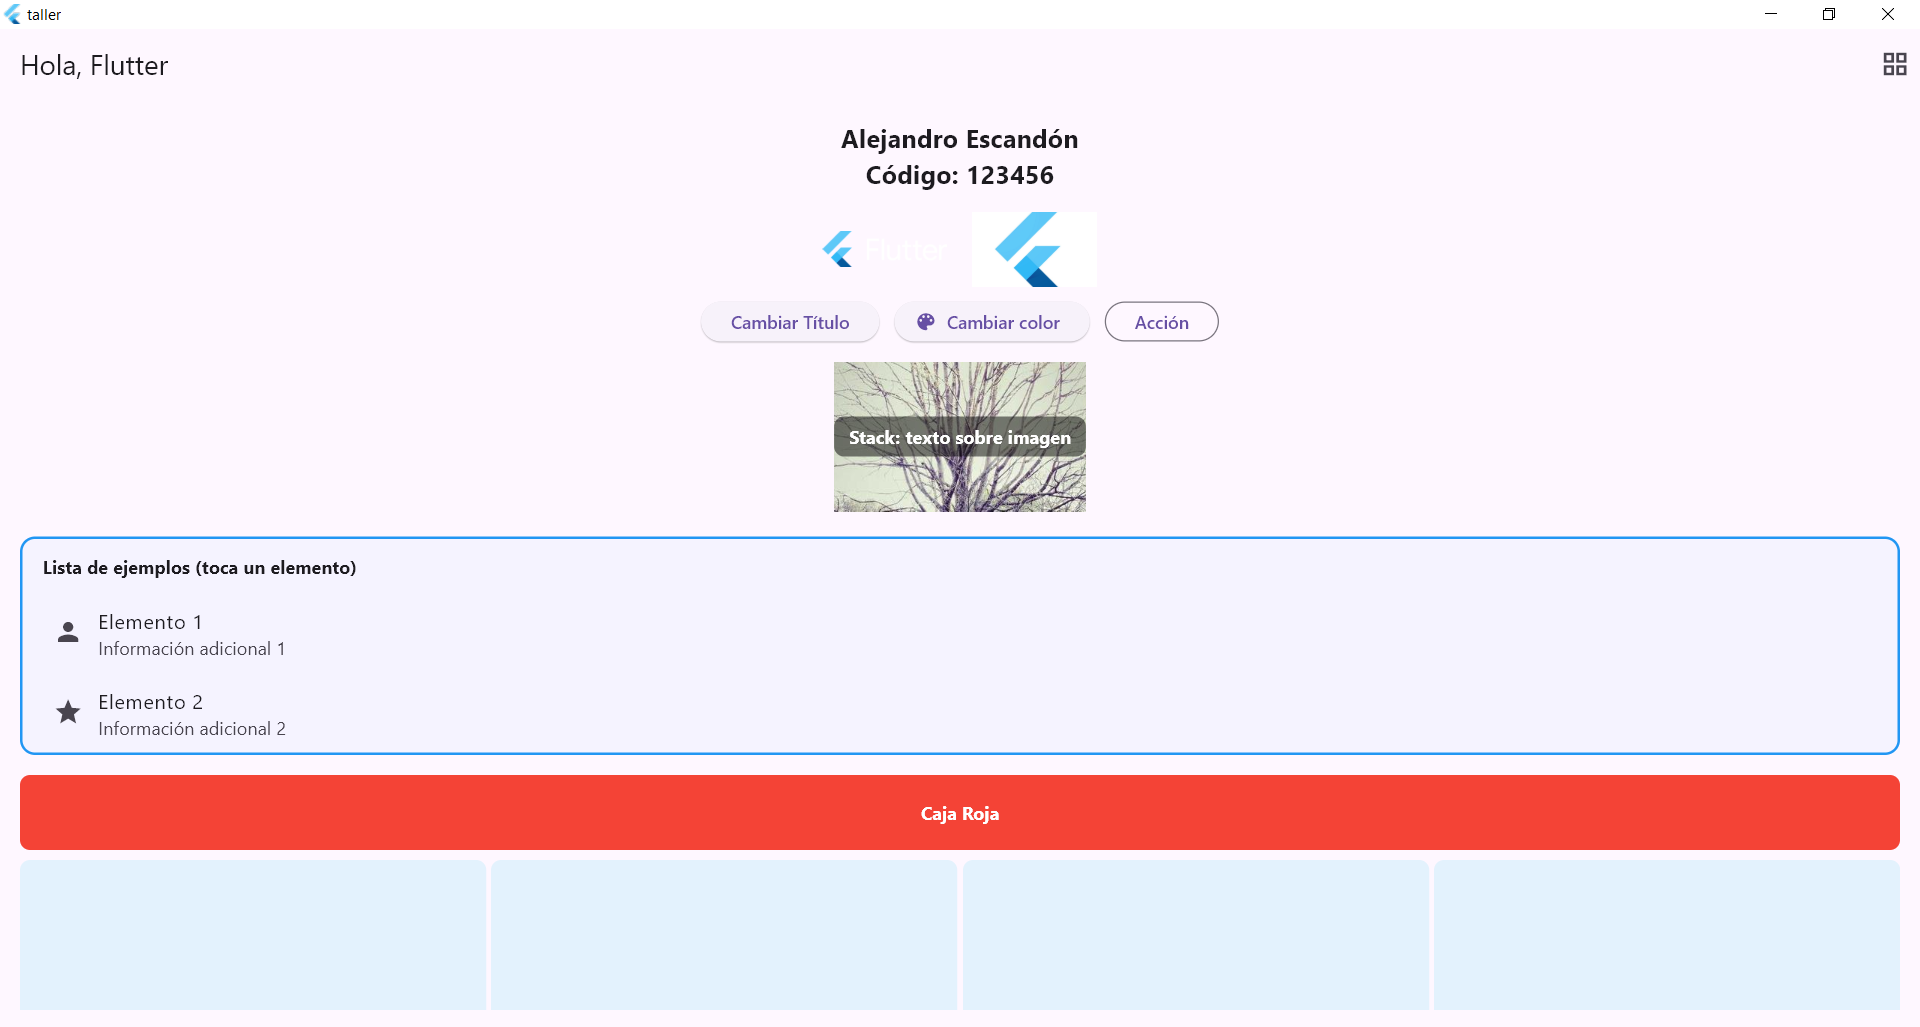 taller
Hola, Flutter
Alejandro Escandón
Código: 123456
Flutter
Cambiar Título
Cambiar color
Acción
Stack: texto sobre imagen
Lista de ejemplos (toca un elemento)
Elemento 1
Información adicional 1
Elemento 2
Información adicional 2
Caja Roja